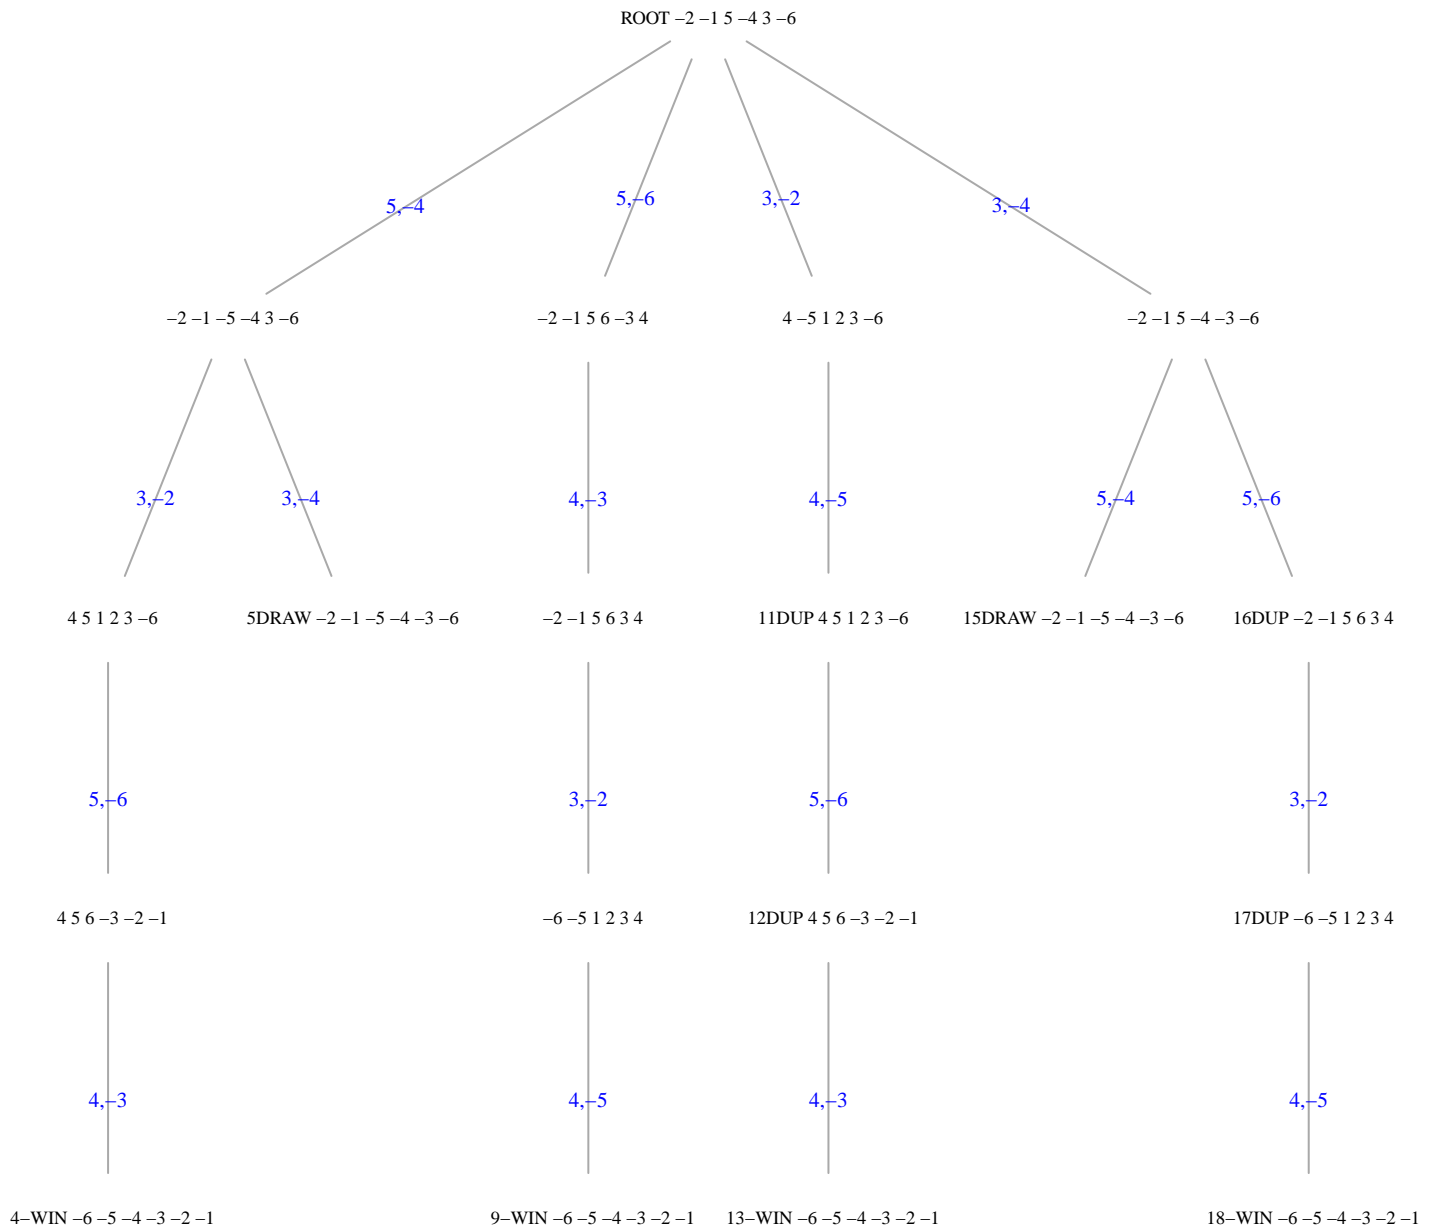 ROOT –2 –1 5 –4 3 –6
5,–4
5,–6
3,–2
3,–4
–2 –1 –5 –4 3 –6
–2 –1 5 6 –3 4
4 –5 1 2 3 –6
–2 –1 5 –4 –3 –6
3,–2
3,–4
4,–3
4,–5
5,–4
5,–6
4 5 1 2 3 –6
5DRAW –2 –1 –5 –4 –3 –6
–2 –1 5 6 3 4
11DUP 4 5 1 2 3 –6
15DRAW –2 –1 –5 –4 –3 –6
16DUP –2 –1 5 6 3 4
5,–6
3,–2
5,–6
3,–2
4 5 6 –3 –2 –1
–6 –5 1 2 3 4
12DUP 4 5 6 –3 –2 –1
17DUP –6 –5 1 2 3 4
4,–3
4,–5
4,–3
4,–5
4–WIN –6 –5 –4 –3 –2 –1
9–WIN –6 –5 –4 –3 –2 –1
13–WIN –6 –5 –4 –3 –2 –1
18–WIN –6 –5 –4 –3 –2 –1